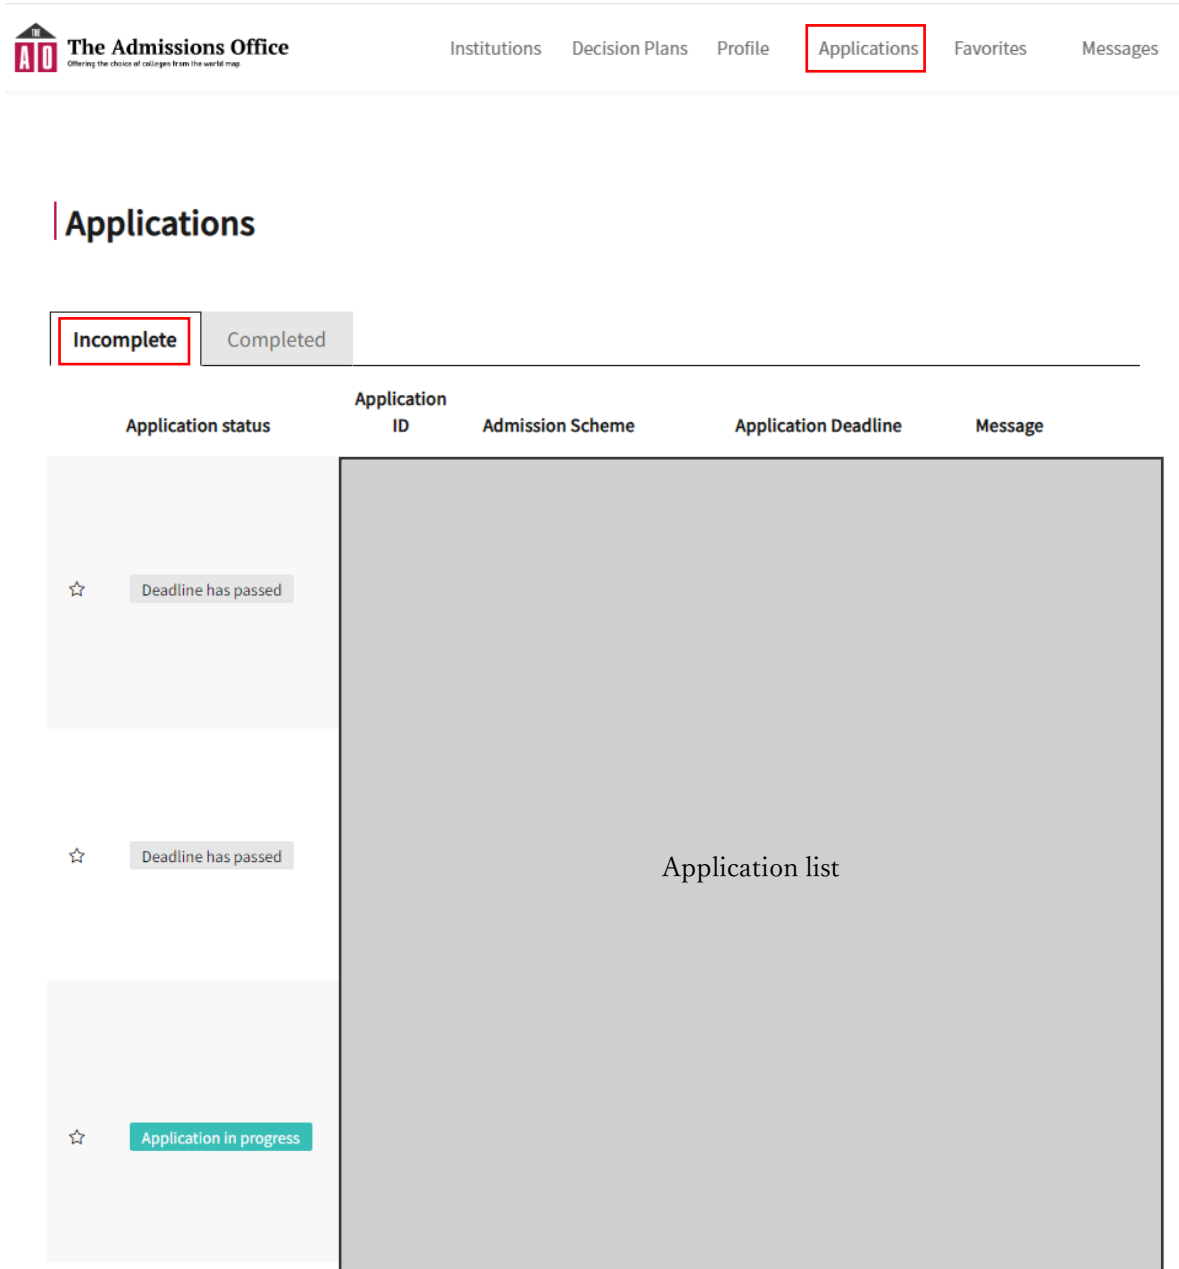 THE
AO
The Admissions Office
Offering the choice of colleges from the world map
Institutions Decision Plans Profile Applications Favorites Messages
Applications
Incomplete Completed
Application status Application ID Admission Scheme Application Deadline Message
Deadline has passed
Deadline has passed
Application list
Application in progress